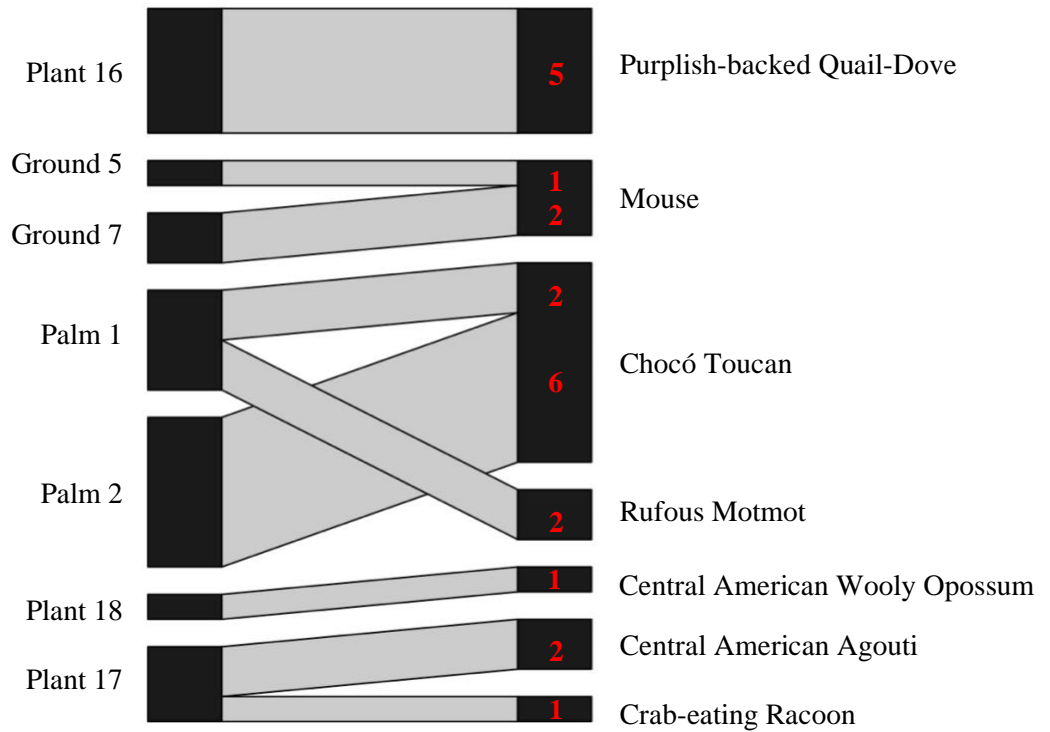 Plant 16
5
Purplish-backed Quail-Dove
Ground 5
1
Mouse
Ground 7
2
Palm 1
2
Chocó Toucan
6
Palm 2
Rufous Motmot
2
Plant 18
1
Central American Wooly Opossum
Plant 17
2
Central American Agouti
1
Crab-eating Racoon